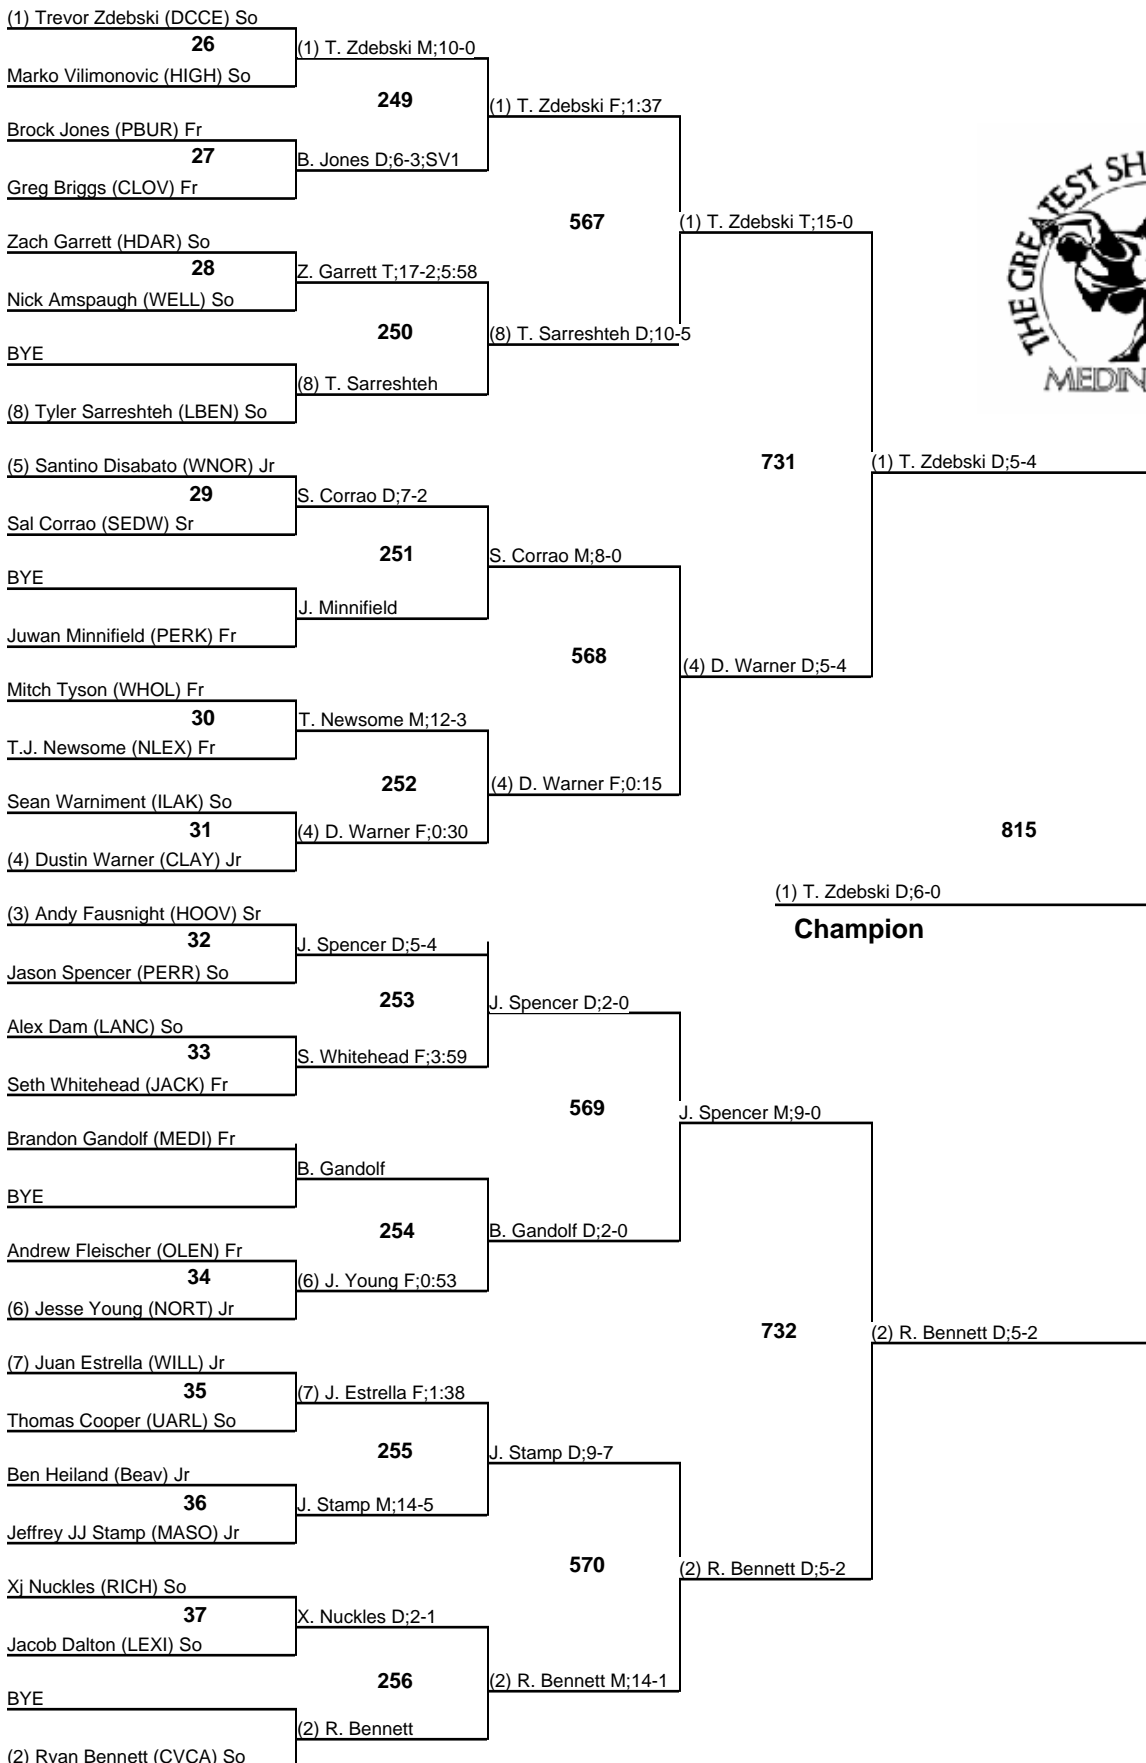 (1) Trevor Zdebski (DCCE) So
26
Marko Vilimonovic (HIGH) So
(1) T. Zdebski M;10-0
249
Brock Jones (PBUR) Fr
27
Greg Briggs (CLOV) Fr
B. Jones D;6-3;SV1
(1) T. Zdebski F;1:37
567
Zach Garrett (HDAR) So
28
Nick Amspaugh (WELL) So
Z. Garrett T;17-2;5:58
250
BYE
(8) Tyler Sarreshteh (LBEN) So
(8) T. Sarreshteh
(8) T. Sarreshteh D;10-5
(1) T. Zdebski T;15-0
731
(5) Santino Disabato (WNOR) Jr
29
Sal Corrao (SEDW) Sr
S. Corrao D;7-2
251
BYE
Juwan Minnifield (PERK) Fr
J. Minnifield
S. Corrao M;8-0
568
Mitch Tyson (WHOL) Fr
30
T.J. Newsome (NLEX) Fr
T. Newsome M;12-3
252
Sean Warniment (ILAK) So
31
(4) Dustin Warner (CLAY) Jr
(4) D. Warner F;0:30
(4) D. Warner F;0:15
(4) D. Warner D;5-4
(1) T. Zdebski D;5-4
THE GREATEST SH
MEDIN
815
(1) T. Zdebski D;6-0
Champion
(3) Andy Fausnight (HOOV) Sr
32
Jason Spencer (PERR) So
J. Spencer D;5-4
253
Alex Dam (LANC) So
33
Seth Whitehead (JACK) Fr
S. Whitehead F;3:59
J. Spencer D;2-0
569
Brandon Gandolf (MEDI) Fr
BYE
B. Gandolf
254
Andrew Fleischer (OLEN) Fr
34
(6) Jesse Young (NORT) Jr
(6) J. Young F;0:53
B. Gandolf D;2-0
J. Spencer M;9-0
732
(7) Juan Estrella (WILL) Jr
35
Thomas Cooper (UARL) So
(7) J. Estrella F;1:38
255
Ben Heiland (Beav) Jr
36
Jeffrey JJ Stamp (MASO) Jr
J. Stamp M;14-5
J. Stamp D;9-7
570
Xj Nuckles (RICH) So
37
Jacob Dalton (LEXI) So
X. Nuckles D;2-1
256
BYE
(2) Ryan Bennett (CVCA) So
(2) R. Bennett
(2) R. Bennett M;14-1
(2) R. Bennett D;5-2
(2) R. Bennett D;5-2